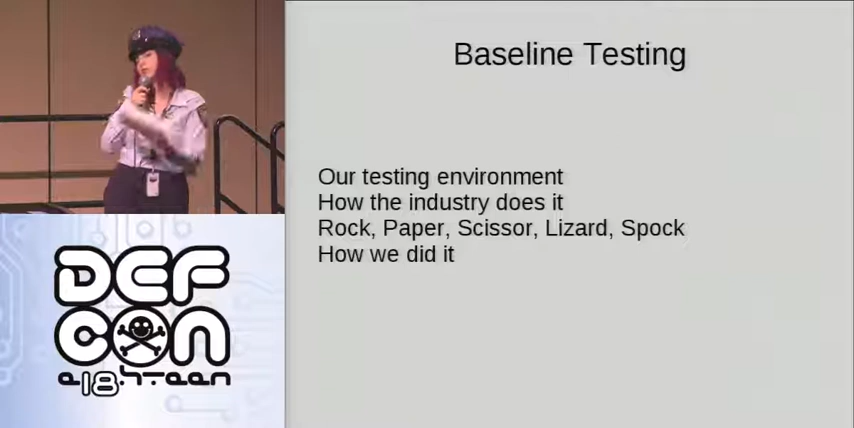 Baseline Testing
Our testing environment
How the industry does it
Rock, Paper, Scissor, Lizard, Spock
How we did it
DEF
CON
e18hteen